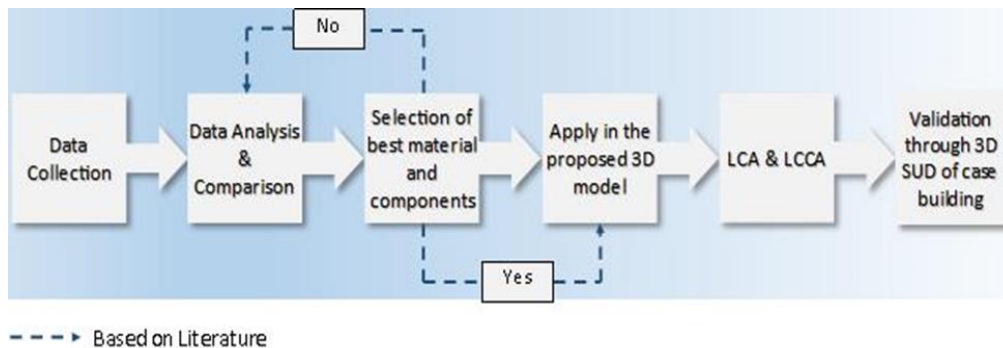 No
Data
Collection
Data Analysis
&
Comparison
Selection of
best material
and
components
Apply in the
proposed 3D
model
LCA & LCCA
Validation
through 3D
SUD of case
building
Yes
Based on Literature